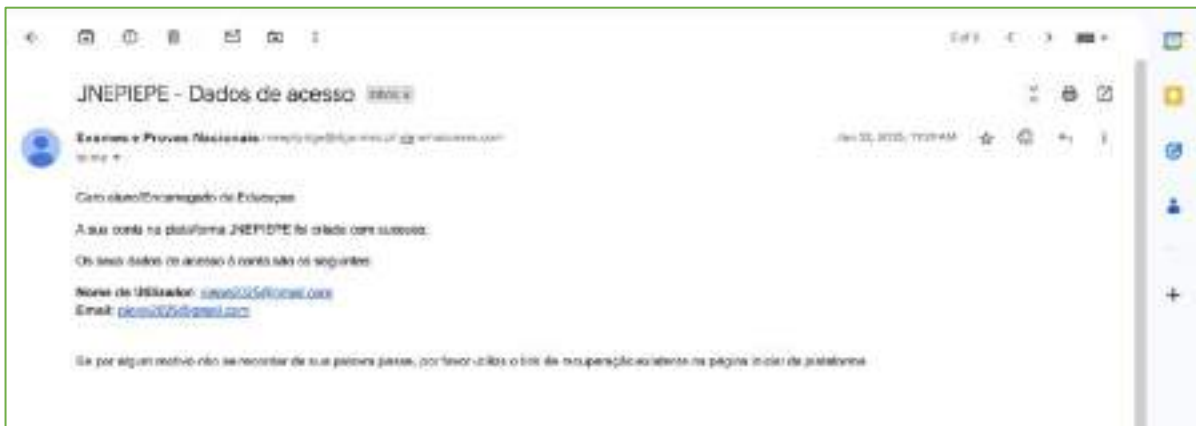 JNEPIEPE - Dados de acesso
Exames e Provas Nacionais
to me
Caro aluno/Encarregado de Educação
A sua conta na plataforma JNEPIEPE foi criada com sucesso.
Os seus dados de acesso à conta são os seguintes:
Nome de Utilizador:
Email:
Se por algum motivo não se recordar da sua palavra passe, por favor utilize o link de recuperação existente na página inicial da plataforma